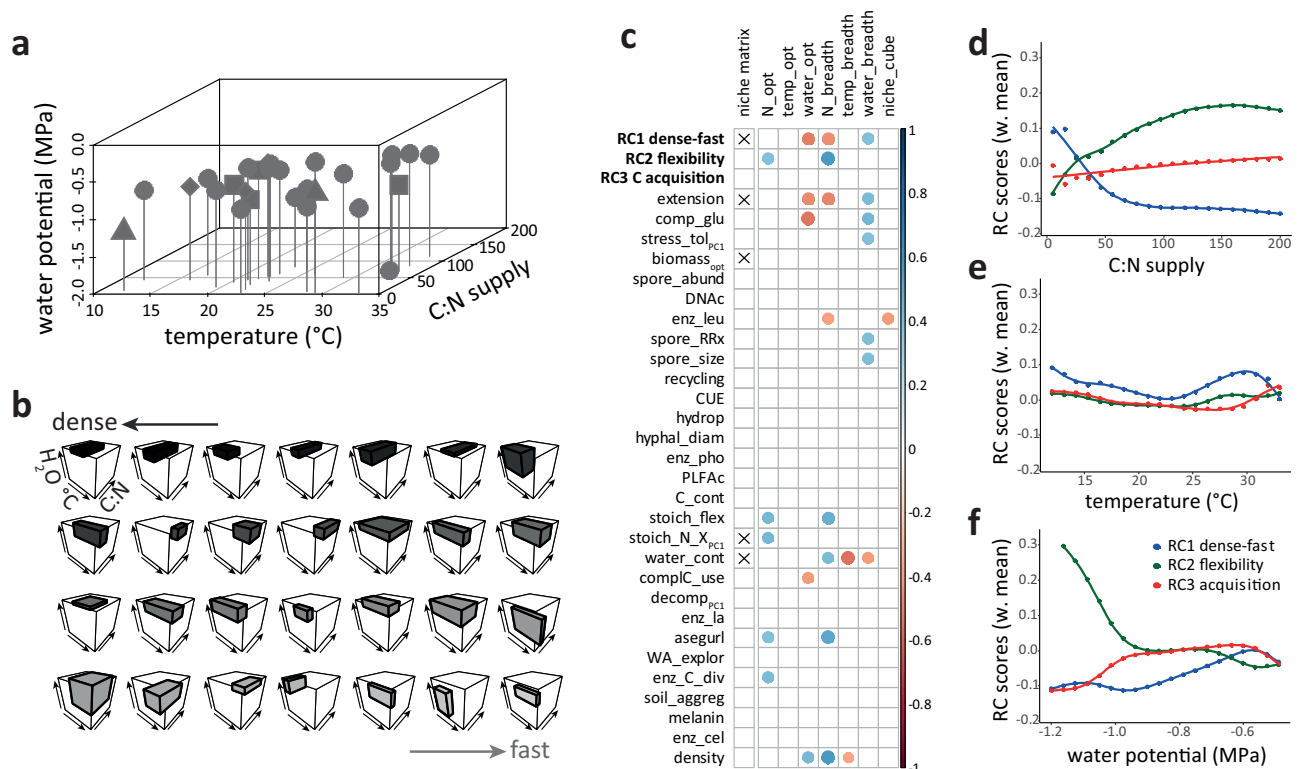 a
water potential (MPa)
0.0
-0.5
-1.0
-1.5
-2.0
10
15
20
25
30
35
temperature (°C)
0
50
100
150
200
C:N supply
b
dense
H2O
°C
C:N
fast
c
niche matrix
N_opt
temp_opt
water_opt
N_breadth
temp_breadth
water_breadth
niche_cube
RC1 dense-fast
RC2 flexibility
RC3 C acquisition
extension
comp_glu
stress_tol PC1
biomass opt
spore_abund
DNAc
enz_leu
spore_RRx
spore_size
recycling
CUE
hydrop
hyphal_diam
enz_pho
PLFAc
C_cont
stoich_flex
stoich_N_X PC1
water_cont
complC_use
decomp PC1
enz_la
asegurl
WA_explor
enz_C_div
soil_aggreg
melanin
enz_cel
density
1
0.8
0.6
0.4
0.2
0
-0.2
-0.4
-0.6
-0.8
-1
d
RC scores (w. mean)
0.3
0.2
0.1
0.0
-0.1
-0.2
0
50
100
150
200
C:N supply
e
RC scores (w. mean)
0.3
0.2
0.1
0.0
-0.1
-0.2
15
20
25
30
temperature (°C)
f
RC scores (w. mean)
0.3
0.2
0.1
0.0
-0.1
-0.2
RC1 dense-fast
RC2 flexibility
RC3 acquisition
-1.2
-1.0
-0.8
-0.6
water potential (MPa)